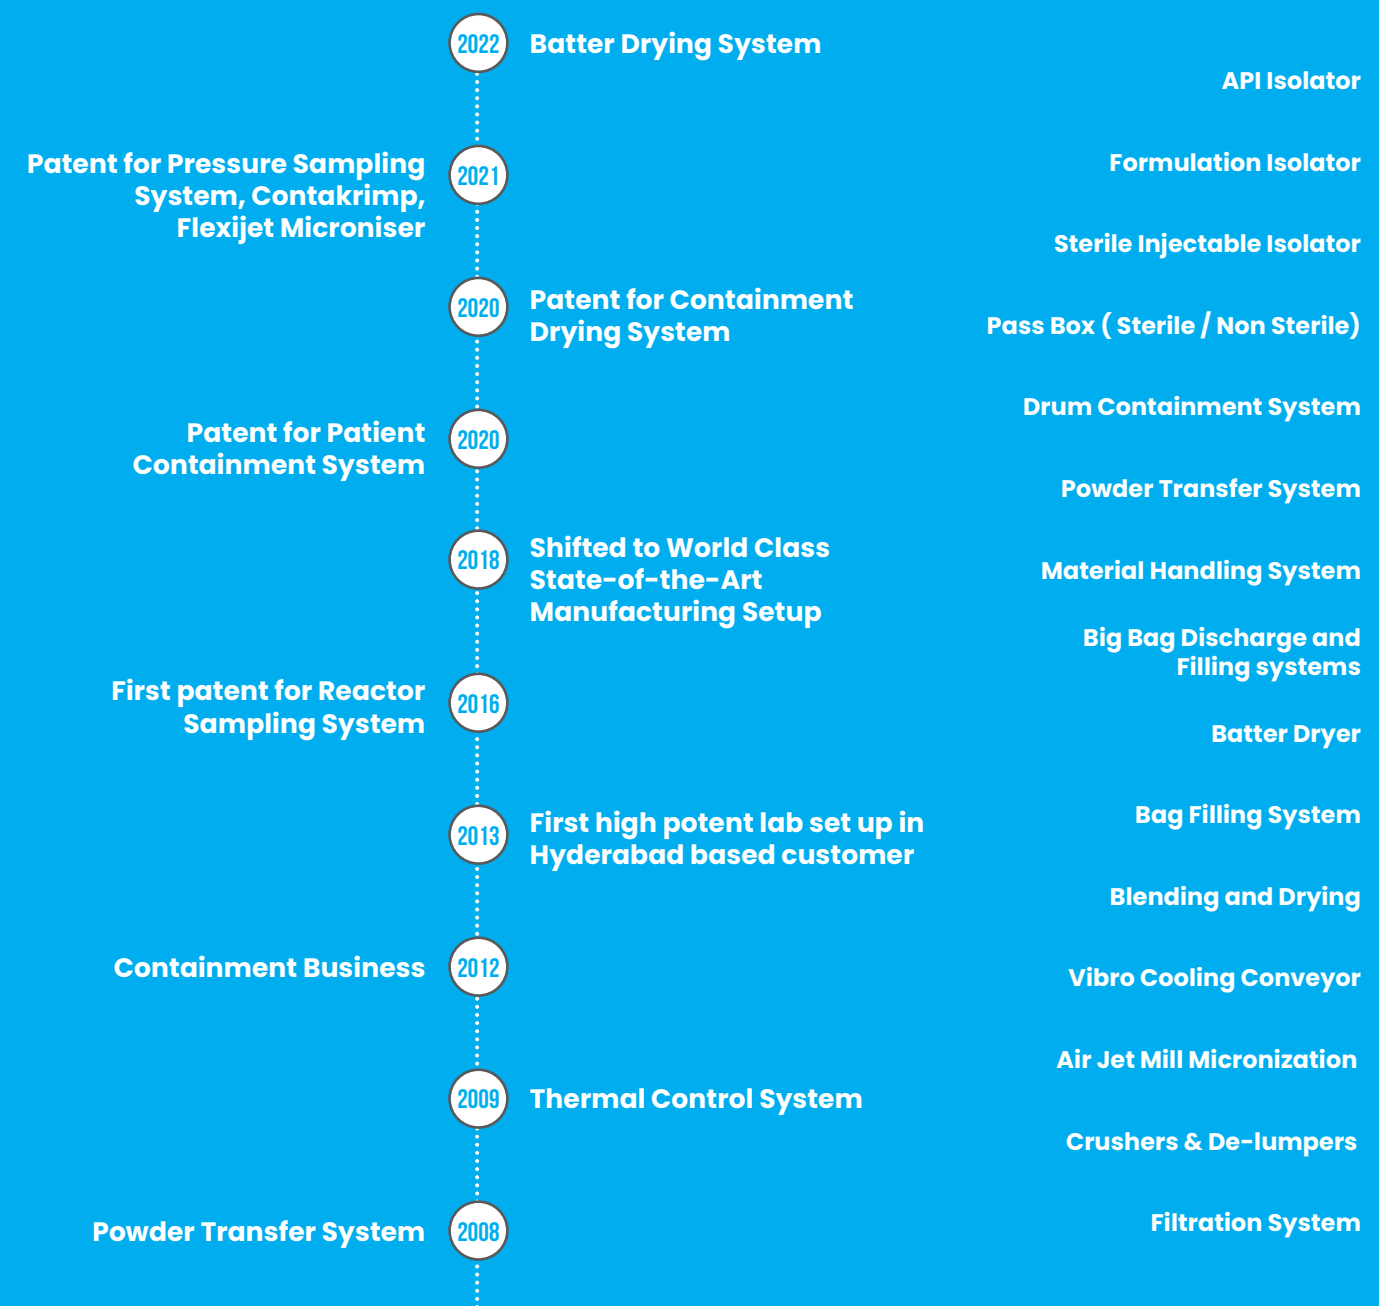 2022
Batter Drying System
Patent for Pressure Sampling
System, Contakrimp,
Flexijet Microniser
2021
2020
Patent for Containment
Drying System
Patent for Patient
Containment System
2020
2018
Shifted to World Class
State-of-the-Art
Manufacturing Setup
First patent for Reactor
Sampling System
2016
2013
First high potent lab set up in
Hyderabad based customer
Containment Business
2012
2009
Thermal Control System
Powder Transfer System
2008
API Isolator
Formulation Isolator
Sterile Injectable Isolator
Pass Box ( Sterile / Non Sterile)
Drum Containment System
Powder Transfer System
Material Handling System
Big Bag Discharge and
Filling systems
Batter Dryer
Bag Filling System
Blending and Drying
Vibro Cooling Conveyor
Air Jet Mill Micronization
Crushers & De-lumpers
Filtration System